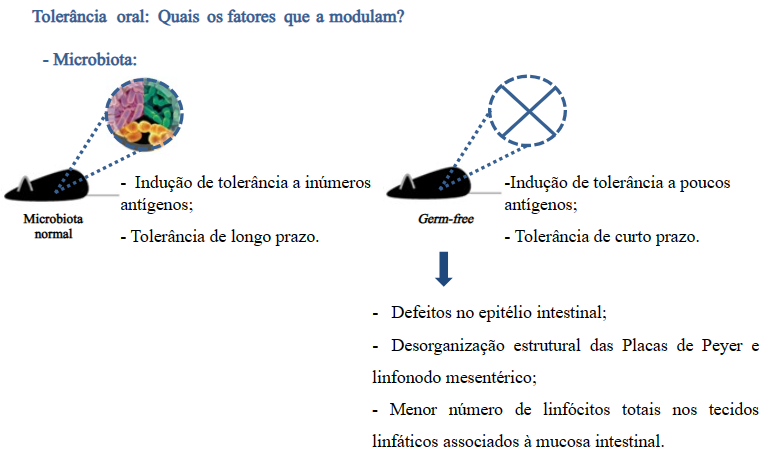 Tolerância oral: Quais os fatores que a modulam?
- Microbiota:
Microbiota
normal
- Indução de tolerância a inúmeros
antígenos;
- Tolerância de longo prazo.
Germ-free
-Indução de tolerância a poucos
antígenos;
- Tolerância de curto prazo.
- Defeitos no epitélio intestinal;
- Desorganização estrutural das Placas de Peyer e
linfonodo mesentérico;
- Menor número de linfócitos totais nos tecidos
linfáticos associados à mucosa intestinal.